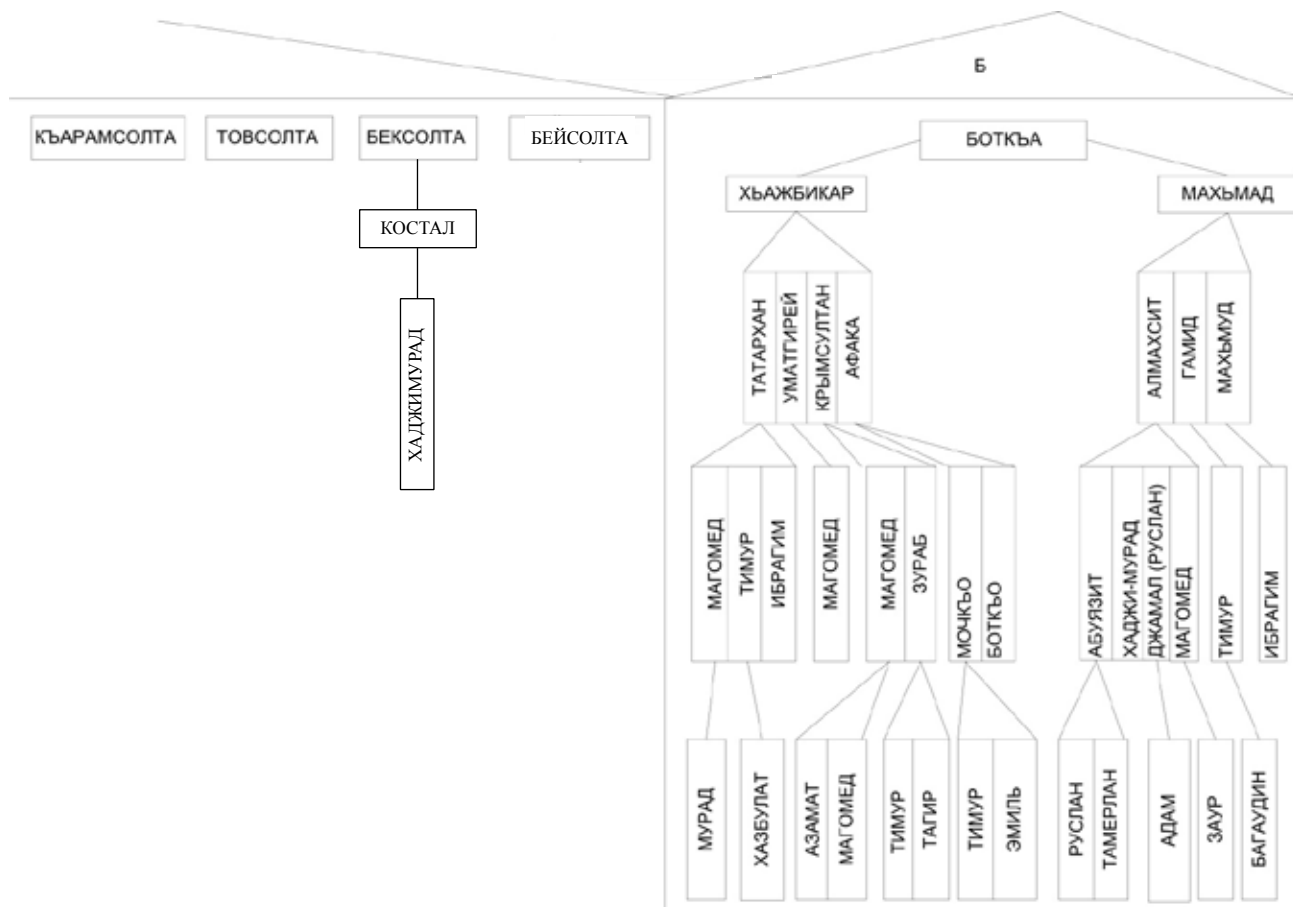 Б
КЪАРАМСОЛТА
ТОВСОЛТА
БЕКСОЛТА
БЕЙСОЛТА
БОТКЪА
ХЬАЖБИКАР
МАХЬМАД
КОСТАЛ
ТАТАРХАН
УМАТГИРЕЙ
КРЫМСУЛТАН
АФАКА
АЛМАХСИТ
ГАМИД
МАХЬМУД
ХАДЖИМУРАД
МАГОМЕД
ТИМУР
ИБРАГИМ
МАГОМЕД
МАГОМЕД
ЗУРАБ
МОЧКЪО
БОТКЪО
АБУЯЗИТ
ХАДЖИ-МУРАД
ДЖАМАЛ (РУСЛАН)
МАГОМЕД
ТИМУР
ИБРАГИМ
МУРАД
ХАЗБУЛАТ
АЗАМАТ
МАГОМЕД
ТИМУР
ТАГИР
ТИМУР
ЭМИЛЬ
РУСЛАН
ТАМЕРЛАН
АДАМ
ЗАУР
БАГАУДИН